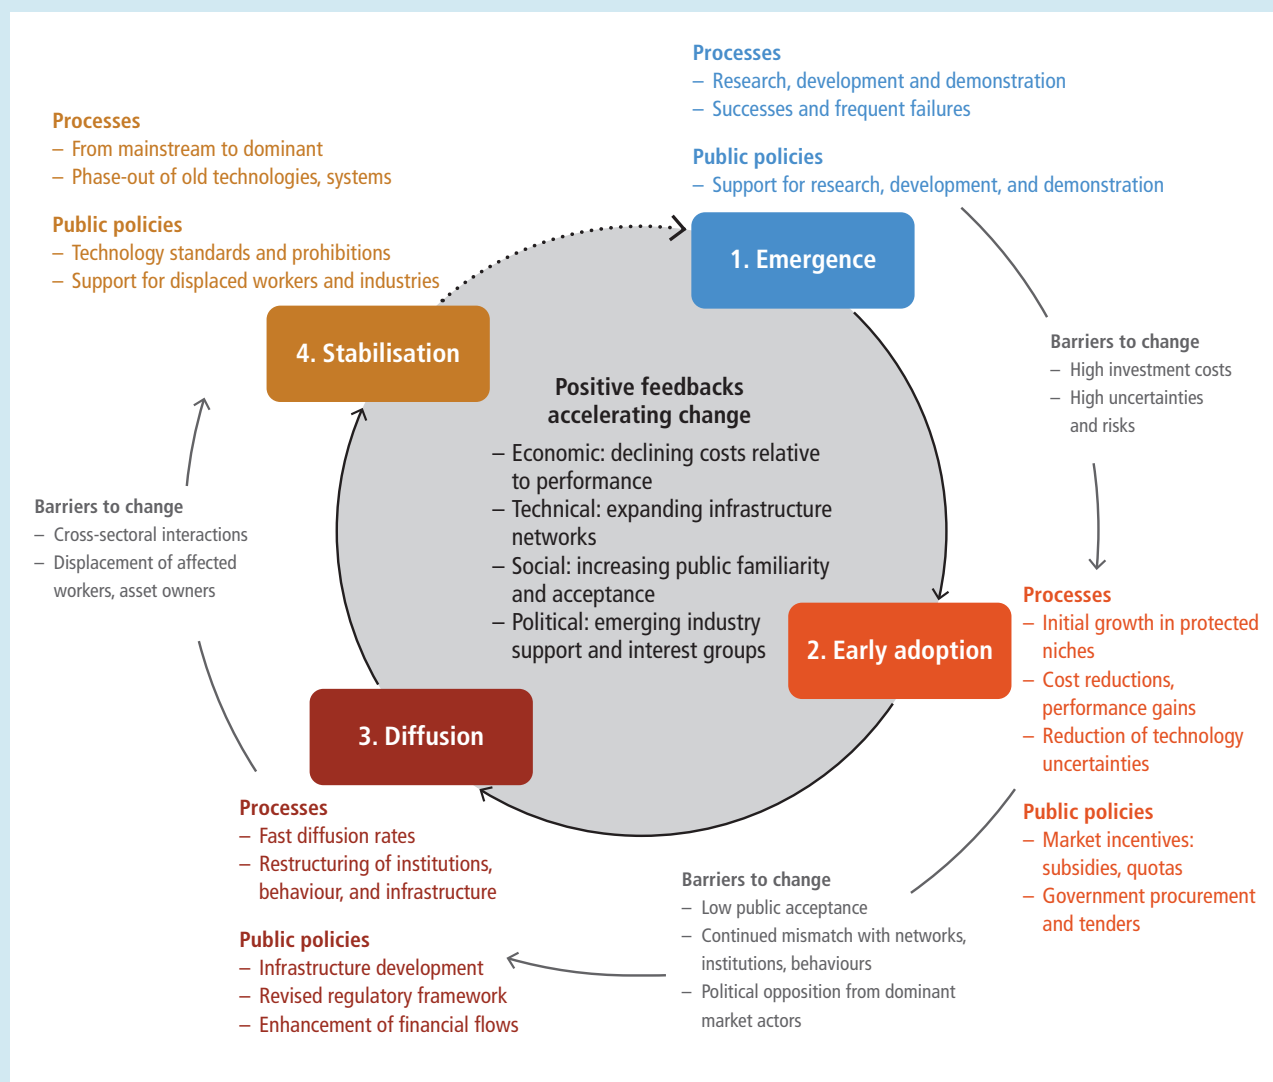 Processes
– Research, development and demonstration
– Successes and frequent failures
Public policies
– Support for research, development, and demonstration
1. Emergence
Barriers to change
– High investment costs
– High uncertainties
and risks
Processes
– Initial growth in protected
niches
– Cost reductions,
performance gains
– Reduction of technology
uncertainties
Public policies
– Market incentives:
subsidies, quotas
– Government procurement
and tenders
2. Early adoption
Barriers to change
– Low public acceptance
– Continued mismatch with networks,
institutions, behaviours
– Political opposition from dominant
market actors
3. Diffusion
Processes
– Fast diffusion rates
– Restructuring of institutions,
behaviour, and infrastructure
Public policies
– Infrastructure development
– Revised regulatory framework
– Enhancement of financial flows
Barriers to change
– Cross-sectoral interactions
– Displacement of affected
workers, asset owners
Processes
– From mainstream to dominant
– Phase-out of old technologies, systems
Public policies
– Technology standards and prohibitions
– Support for displaced workers and industries
4. Stabilisation
Positive feedbacks
accelerating change
– Economic: declining costs relative
to performance
– Technical: expanding infrastructure
networks
– Social: increasing public familiarity
and acceptance
– Political: emerging industry
support and interest groups